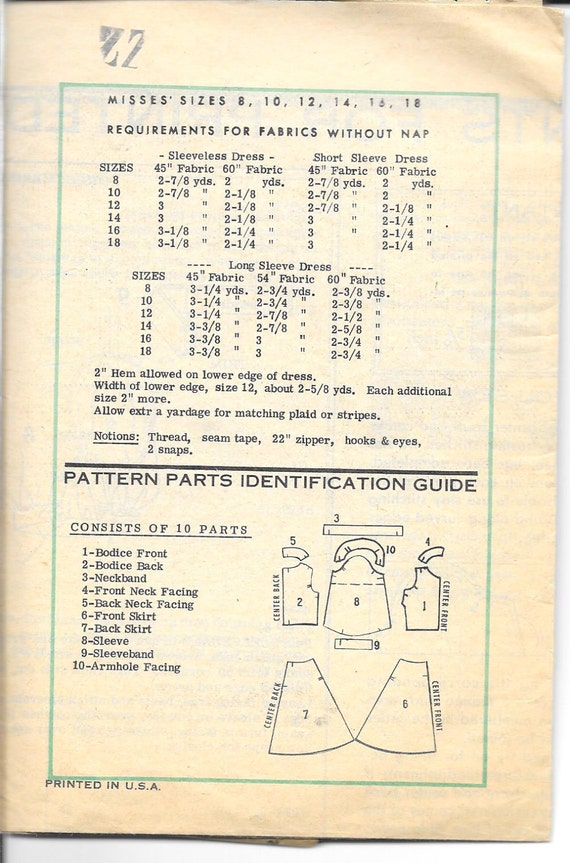 MISSES' SIZES 8, 10, 12, 14, 16, 18
REQUIREMENTS FOR FABRICS WITHOUT NAP
- Sleeveless Dress - Short Sleeve Dress
SIZES 45" Fabric 60" Fabric 45" Fabric 60" Fabric
8 2-7/8 yds. 2 yds. 2-7/8 yds. 2 yds.
10 2-7/8 " 2-1/8 " 2-7/8 " 2 "
12 3 " 2-1/8 " 2-7/8 " 2-1/8 "
14 3 " 2-1/8 " 3 " 2-1/4 "
16 3-1/8 " 2-1/4 " 3 " 2-1/4 "
18 3-1/8 " 2-1/4 " 3 2-1/4 "
---- Long Sleeve Dress ----
SIZES 45" Fabric 54" Fabric 60" Fabric
8 3-1/4 yds. 2-3/4 yds. 2-3/8 yds.
10 3-1/4 " 2-3/4 " 2-3/8 "
12 3-1/4 " 2-7/8 " 2-1/2 "
14 3-3/8 " 2-7/8 " 2-5/8 "
16 3-3/8 " 3 " 2-3/4 "
18 3-3/8 " 3 " 2-3/4 "
2" Hem allowed on lower edge of dress.
Width of lower edge, size 12, about 2-5/8 yds. Each additional
size 2" more.
Allow extr a yardage for matching plaid or stripes.
Notions: Thread, seam tape, 22" zipper, hooks & eyes,
2 snaps.
PATTERN PARTS IDENTIFICATION GUIDE
CONSISTS OF 10 PARTS
1-Bodice Front
2-Bodice Back
3-Neckband
4-Front Neck Facing
5-Back Neck Facing
6-Front Skirt
7-Back Skirt
8-Sleeve
9-Sleeveband
10-Armhole Facing
3
5
10
4
CENTER BACK
2
8
1
CENTER FRONT
9
CENTER BACK
7
6
CENTER FRONT
PRINTED IN U.S.A.